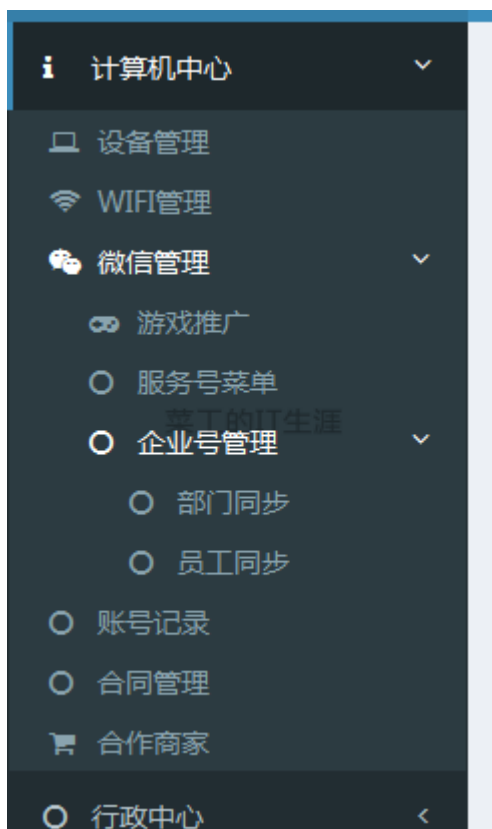 计算机中心
设备管理
WIFI管理
微信管理
游戏推广
服务号菜单
菜丁的IT生涯
企业号管理
部门同步
员工同步
账号记录
合同管理
合作商家
行政中心